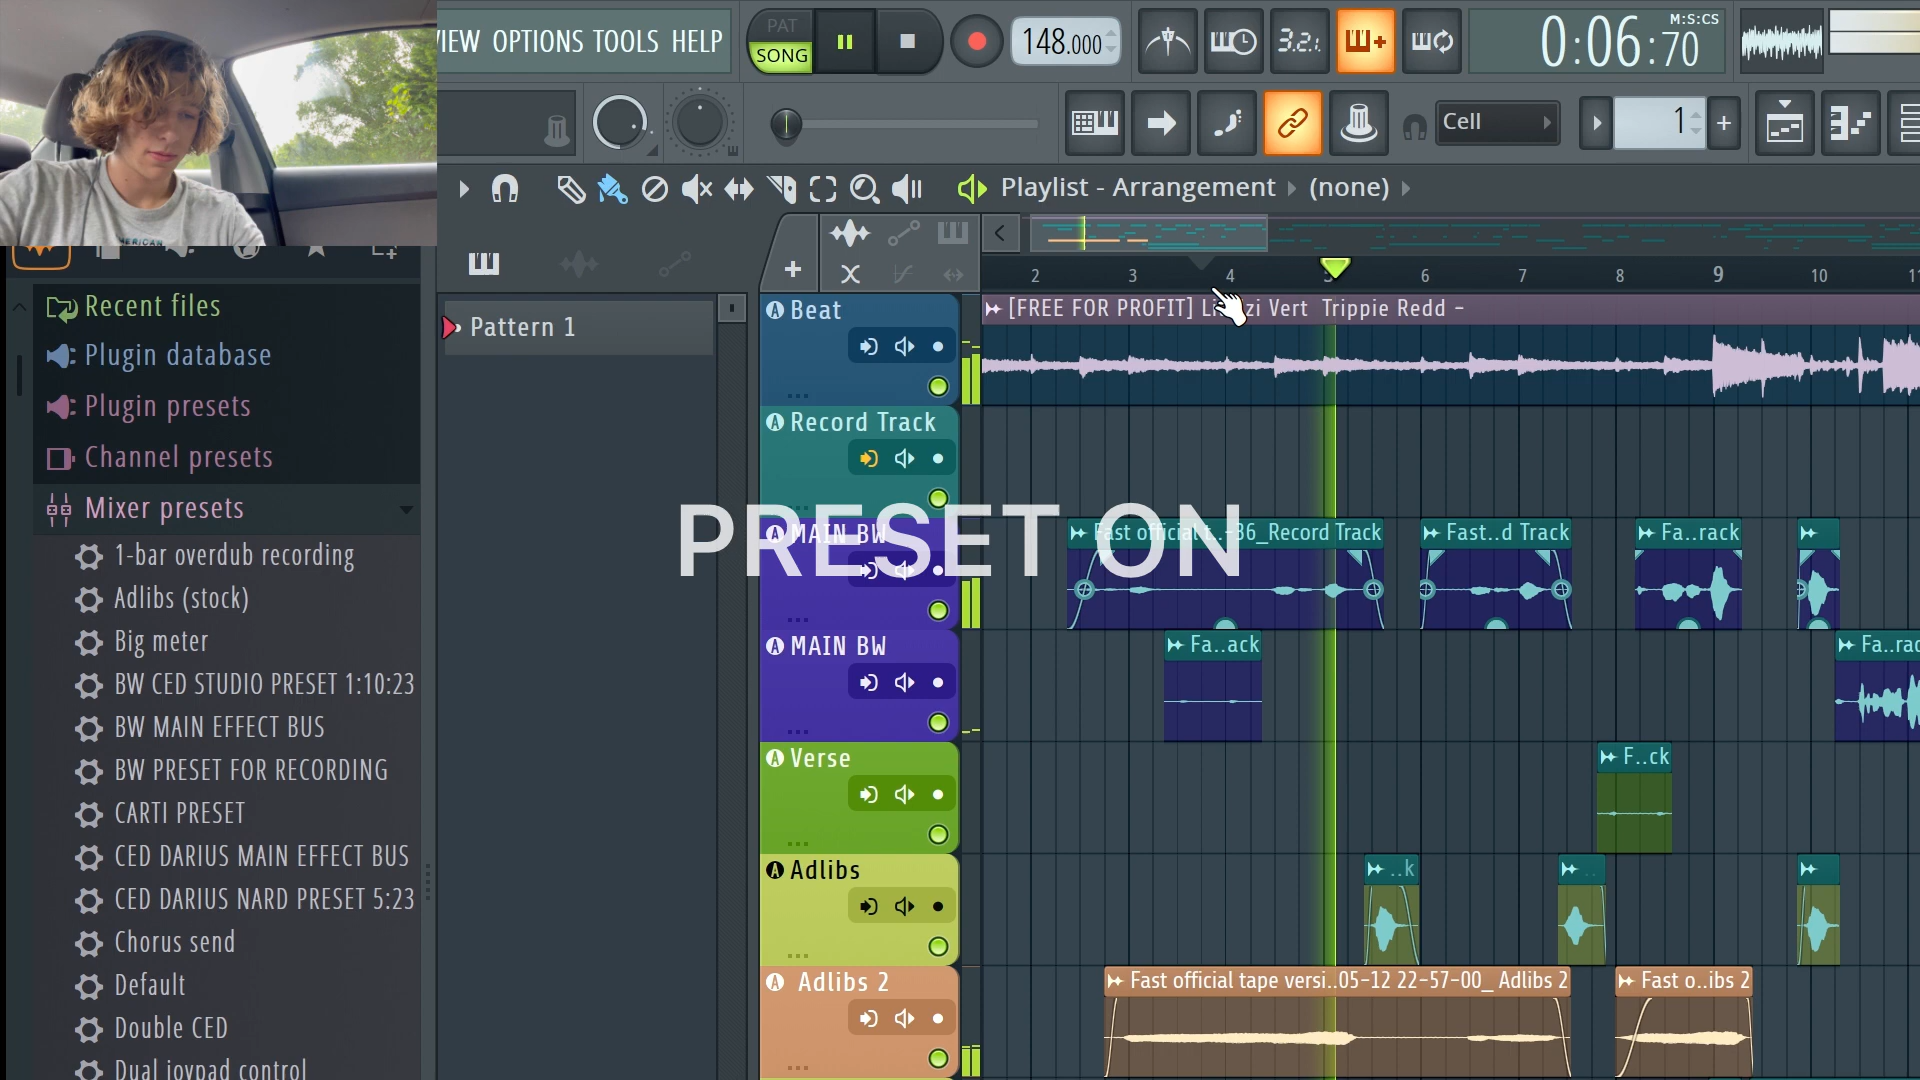 VIEW OPTIONS TOOLS HELP
PAT
SONG
148.000
3.2.
M:S:CS
0:06:70
Cell
1
Playlist - Arrangement
(none)
2 3 4 5 6 7 8 9 10 11
Recent files
Plugin database
Plugin presets
Channel presets
Mixer presets
1-bar overdub recording
Adlibs (stock)
Big meter
BW CED STUDIO PRESET 1:10:23
BW MAIN EFFECT BUS
BW PRESET FOR RECORDING
CARTI PRESET
CED DARIUS MAIN EFFECT BUS
CED DARIUS NARD PRESET 5:23
Chorus send
Default
Double CED
Dual joypad control
Pattern 1
Beat
[FREE FOR PROFIT] Li zi Vert Trippie Redd -
Record Track
PRESET ON
MAIN BW
Fast official t..-36_Record Track
Fast..d Track
Fa..rack
MAIN BW
Fa..ack
Fa..rac
Verse
F..ck
Adlibs
..k
Adlibs 2
Fast official tape versi..05-12 22-57-00_ Adlibs 2
Fast o..ibs 2
AMERICAN